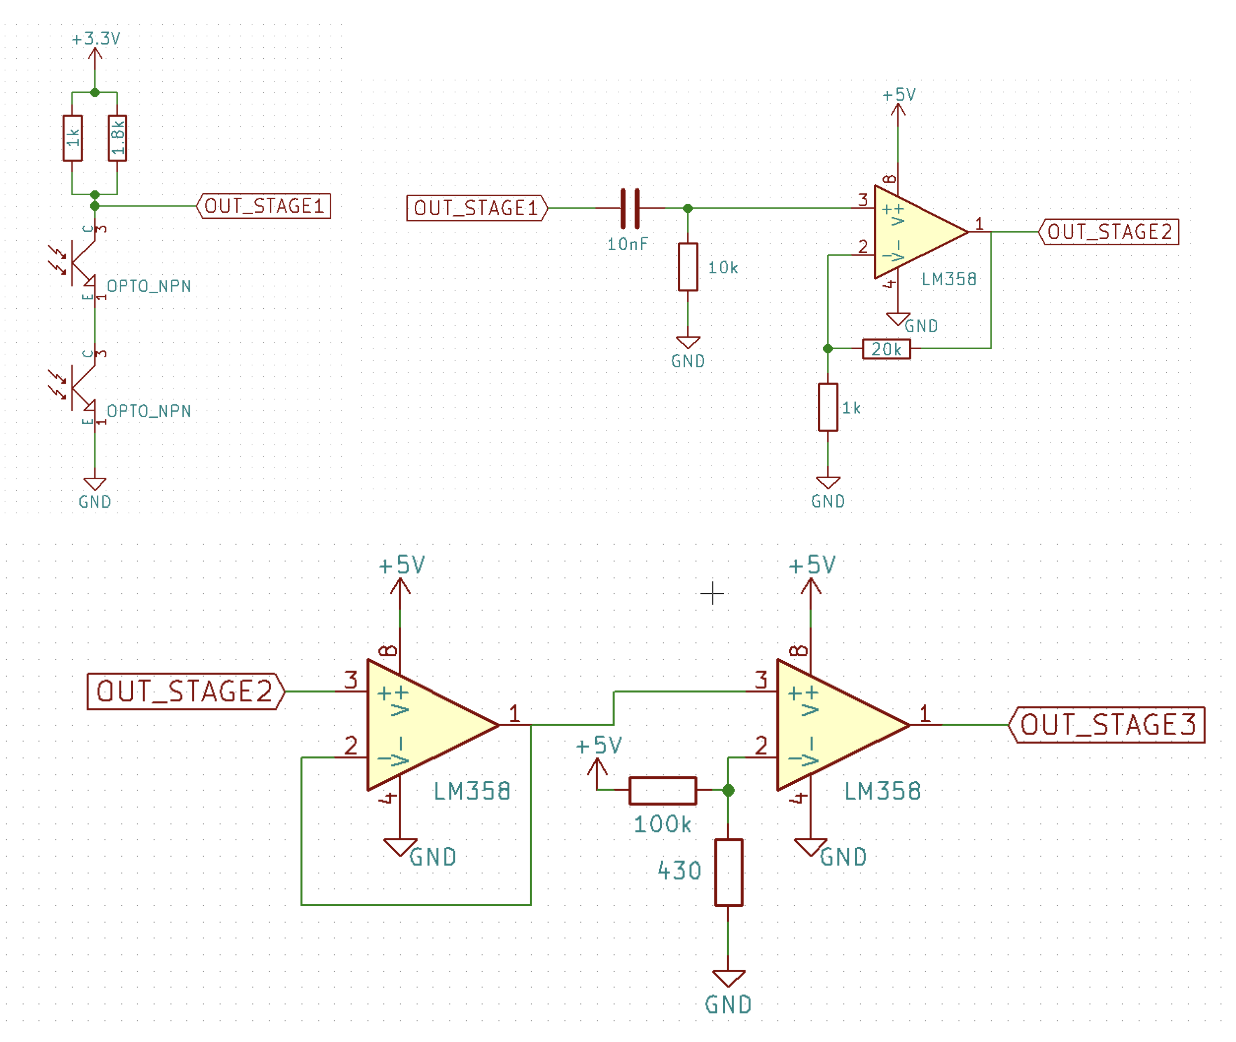 +3.3V
1k
1.8k
OUT_STAGE1
C
3
OPTO_NPN
E
1
C
3
OPTO_NPN
E
1
GND
+5V
8
OUT_STAGE1
3
+
V+
1
OUT_STAGE2
10nF
2
-
V-
10k
LM358
4
GND
GND
20k
1k
GND
+5V
8
OUT_STAGE2
3
+
V+
1
2
-
V-
LM358
4
GND
+5V
8
3
+
V+
1
OUT_STAGE3
+5V
2
-
V-
100k
LM358
4
430
GND
GND